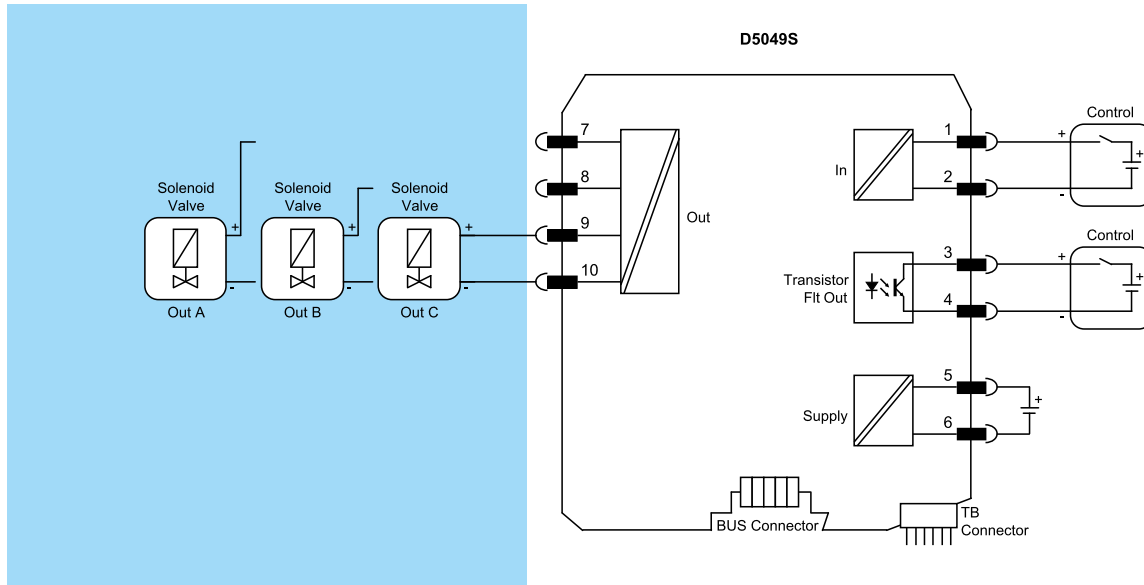 D5049S
Solenoid
Valve
+
-
Out A
Solenoid
Valve
+
-
Out B
Solenoid
Valve
+
-
Out C
7
8
9
10
Out
In
1
2
+
-
Control
+
Transistor
Flt Out
3
4
+
-
Control
+
Supply
5
6
+
BUS Connector
TB
Connector